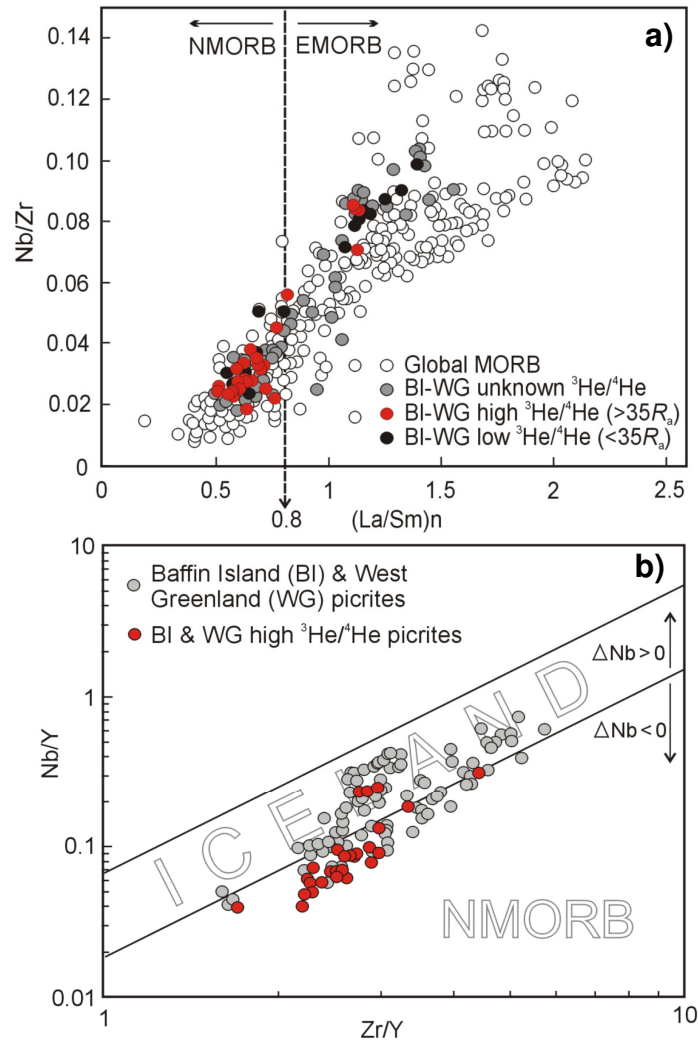 a)
NMORB EMORB
0.14
0.12
0.10
0.08
0.06
0.04
0.02
0
Nb/Zr
Global MORB
BI-WG unknown ³He/⁴He
BI-WG high ³He/⁴He (>35Rₐ)
BI-WG low ³He/⁴He (<35Rₐ)
0 0.5 1 1.5 2 2.5
0.8 (La/Sm)n
b)
10
1
0.1
0.01
Nb/Y
Baffin Island (BI) & West
Greenland (WG) picrites
BI & WG high ³He/⁴He picrites
△Nb>0
△Nb<0
ICELAND
NMORB
1 10
Zr/Y